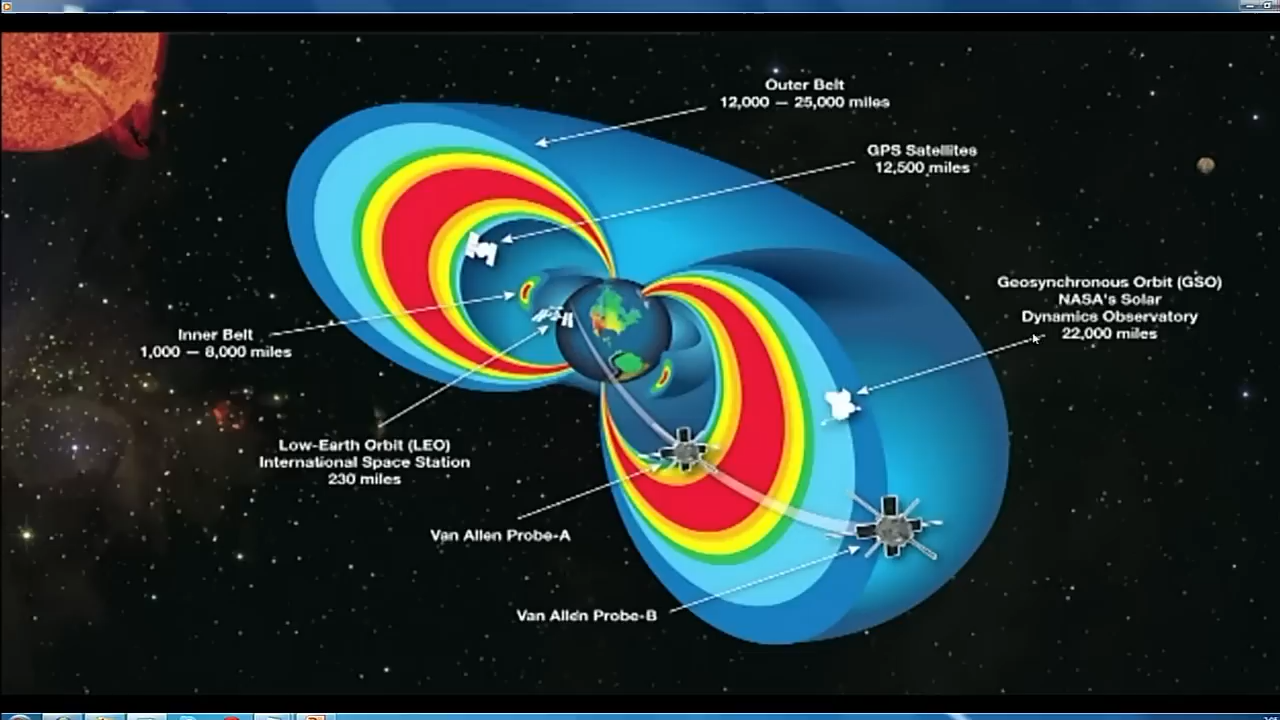 Outer Belt
12,000 — 25,000 miles
GPS Satellites
12,500 miles
Geosynchronous Orbit (GSO)
NASA's Solar
Dynamics Observatory
22,000 miles
Inner Belt
1,000 — 8,000 miles
Low-Earth Orbit (LEO)
International Space Station
230 miles
Van Allen Probe-A
Van Allen Probe-B